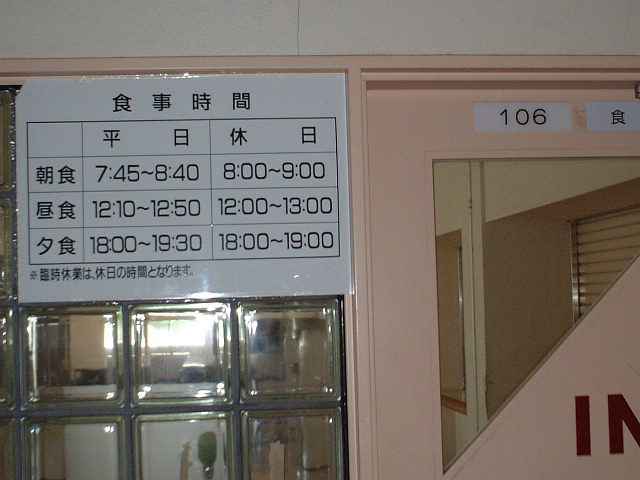 食事時間
平日 休日
朝食 7:45~8:40 8:00~9:00
昼食 12:10~12:50 12:00~13:00
夕食 18:00~19:30 18:00~19:00
※臨時休業は、休日の時間となります。
106
食
IN